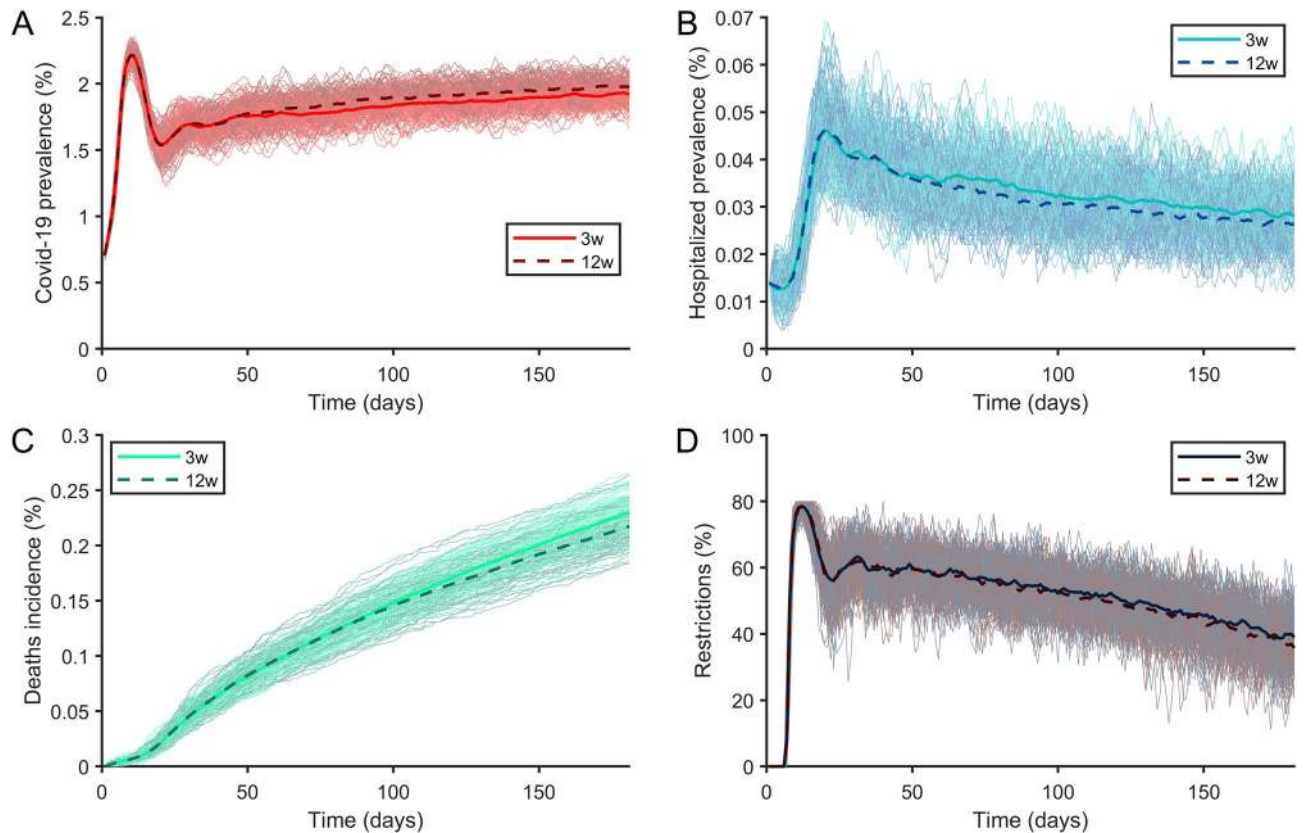 A
Covid-19 prevalence (%)
2.5
2
1.5
1
0.5
0
0 50 100 150
Time (days)
3w
12w
B
Hospitalized prevalence (%)
0.07
0.06
0.05
0.04
0.03
0.02
0.01
0
0 50 100 150
Time (days)
3w
12w
C
Deaths incidence (%)
0.3
0.25
0.2
0.15
0.1
0.05
0
0 50 100 150
Time (days)
3w
12w
D
Restrictions (%)
100
80
60
40
20
0
0 50 100 150
Time (days)
3w
12w